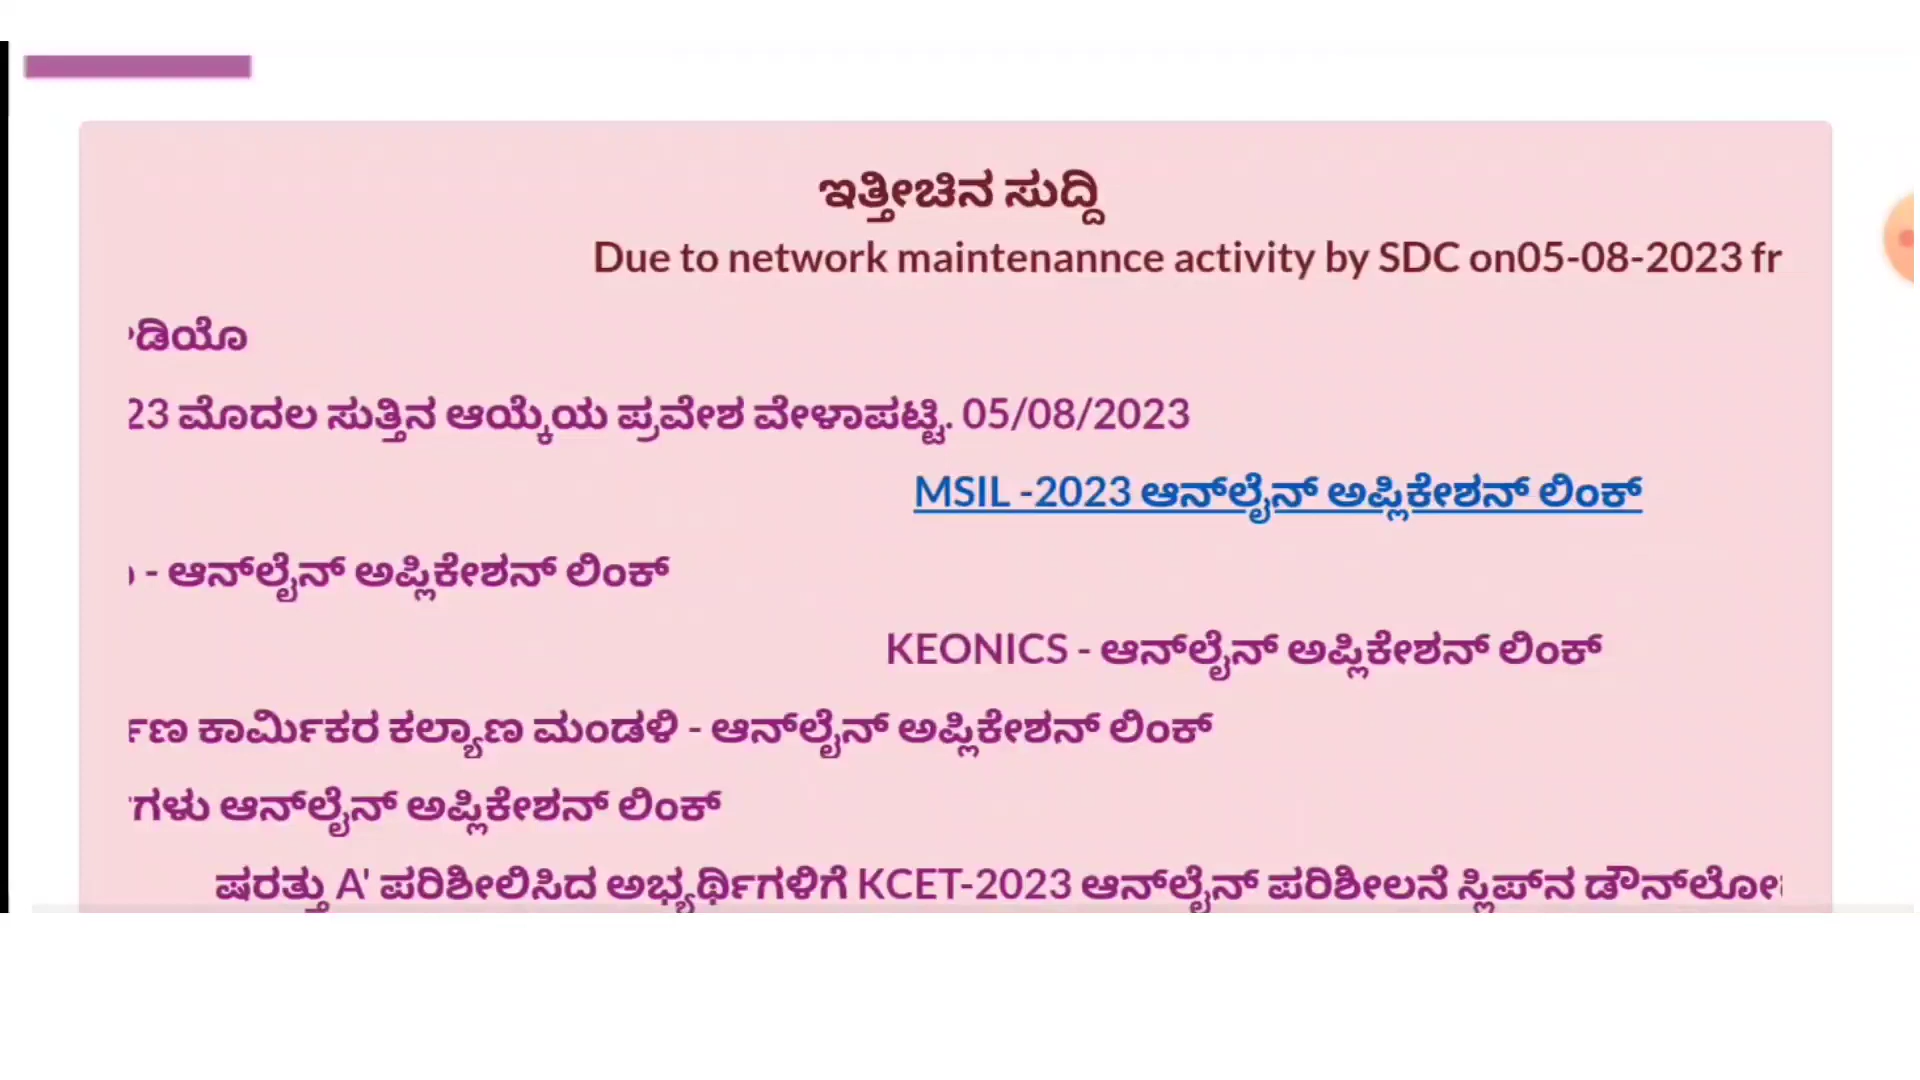 ಇತ್ತೀಚಿನ ಸುದ್ದಿ
Due to network maintenannce activity by SDC on05-08-2023 fr
ಡಿಯೊ
23 ಮೊದಲ ಸುತ್ತಿನ ಆಯ್ಕೆಯ ಪ್ರವೇಶ ವೇಳಾಪಟ್ಟಿ. 05/08/2023
MSIL -2023 ಆನ್‌ಲೈನ್ ಅಪ್ಲಿಕೇಶನ್ ಲಿಂಕ್
- ಆನ್‌ಲೈನ್ ಅಪ್ಲಿಕೇಶನ್ ಲಿಂಕ್
KEONICS - ಆನ್‌ಲೈನ್ ಅಪ್ಲಿಕೇಶನ್ ಲಿಂಕ್
ಕಾರ್ಮಿಕರ ಕಲ್ಯಾಣ ಮಂಡಳಿ - ಆನ್‌ಲೈನ್ ಅಪ್ಲಿಕೇಶನ್ ಲಿಂಕ್
ಗಳು ಆನ್‌ಲೈನ್ ಅಪ್ಲಿಕೇಶನ್ ಲಿಂಕ್
ಷರತ್ತು A' ಪರಿಶೀಲಿಸಿದ ಅಭ್ಯರ್ಥಿಗಳಿಗೆ KCET-2023 ಆನ್‌ಲೈನ್ ಪರಿಶೀಲನೆ ಸ್ಲಿಪ್‌ನ ಡೌನ್‌ಲೋ